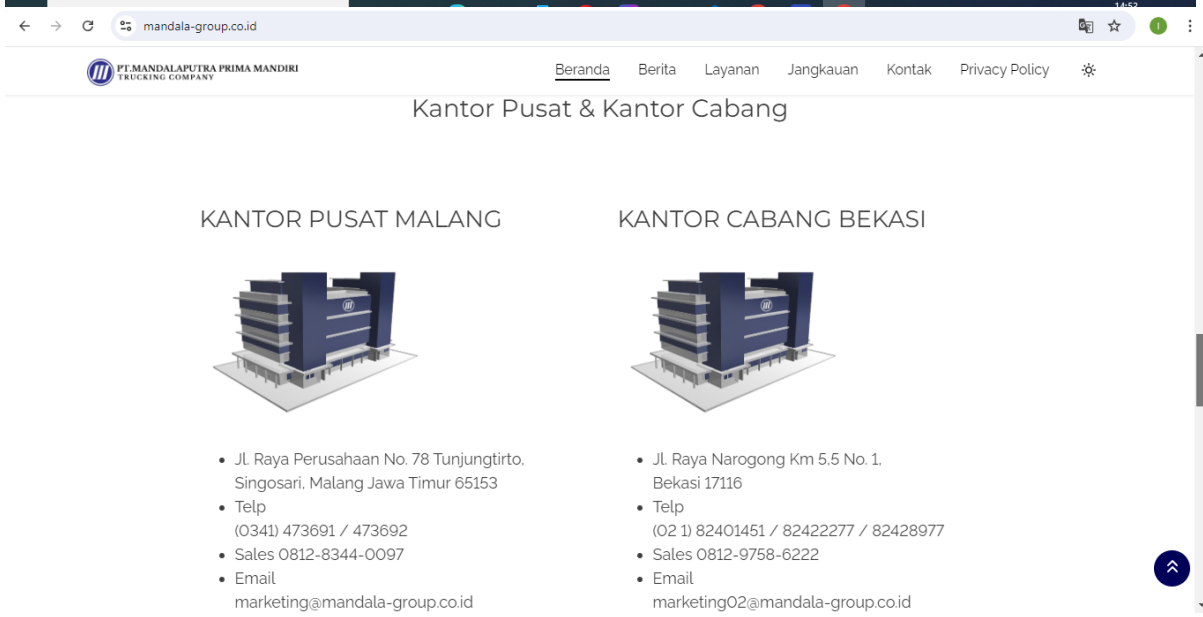 14:53
mandala-group.co.id
PT.MANDALAPUTRA PRIMA MANDIRI
TRUCKING COMPANY
Beranda Berita Layanan Jangkauan Kontak Privacy Policy
Kantor Pusat & Kantor Cabang
KANTOR PUSAT MALANG
Jl. Raya Perusahaan No. 78 Tunjungtirto,
Singosari, Malang Jawa Timur 65153
Telp
(0341) 473691 / 473692
Sales 0812-8344-0097
Email
marketing@mandala-group.co.id
KANTOR CABANG BEKASI
Jl. Raya Narogong Km 5,5 No. 1,
Bekasi 17116
Telp
(02 1) 82401451 / 82422277 / 82428977
Sales 0812-9758-6222
Email
marketing02@mandala-group.co.id